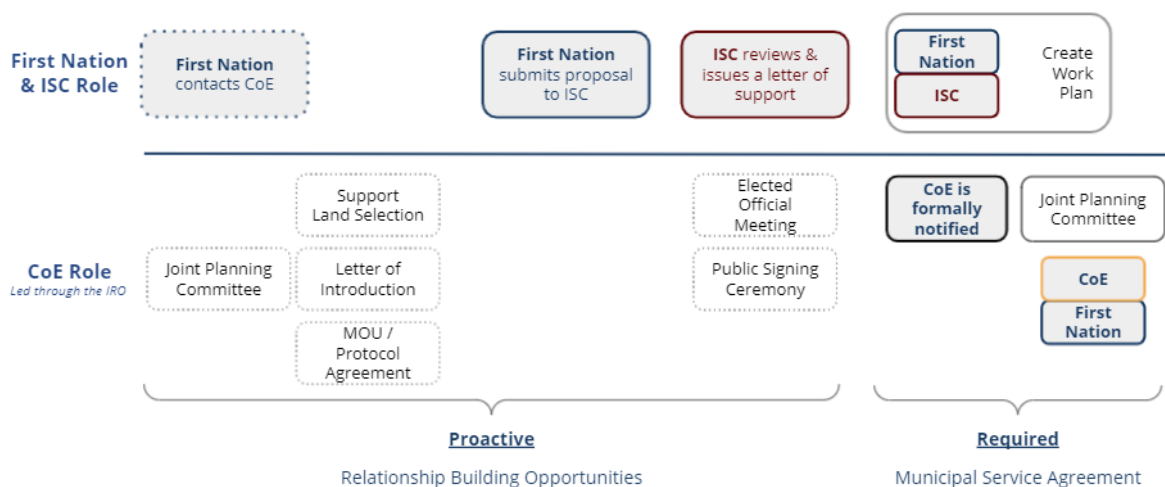 First Nation
& ISC Role
First Nation
contacts CoE
First Nation
submits proposal
to ISC
ISC reviews &
issues a letter of
support
First
Nation
ISC
Create
Work
Plan
CoE Role
Led through the IRO
Joint Planning
Committee
Support
Land Selection
Letter of
Introduction
MOU /
Protocol
Agreement
Elected
Official
Meeting
Public Signing
Ceremony
CoE is
formally
notified
Joint Planning
Committee
CoE
First
Nation
Proactive
Relationship Building Opportunities
Required
Municipal Service Agreement